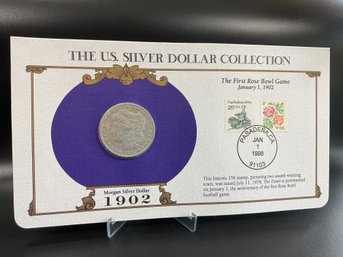 THE U.S. SILVER DOLLAR COLLECTION
The First Rose Bowl Game
January 1, 1902
PASADENA, CA
JAN
1
1998
91103
This historic 15¢ stamp, picturing two award-winning
roses, was issued July 11, 1978. The Panel is postmarked
on January 1, the anniversary of the first Rose Bowl
football game.
Morgan Silver Dollar
1902